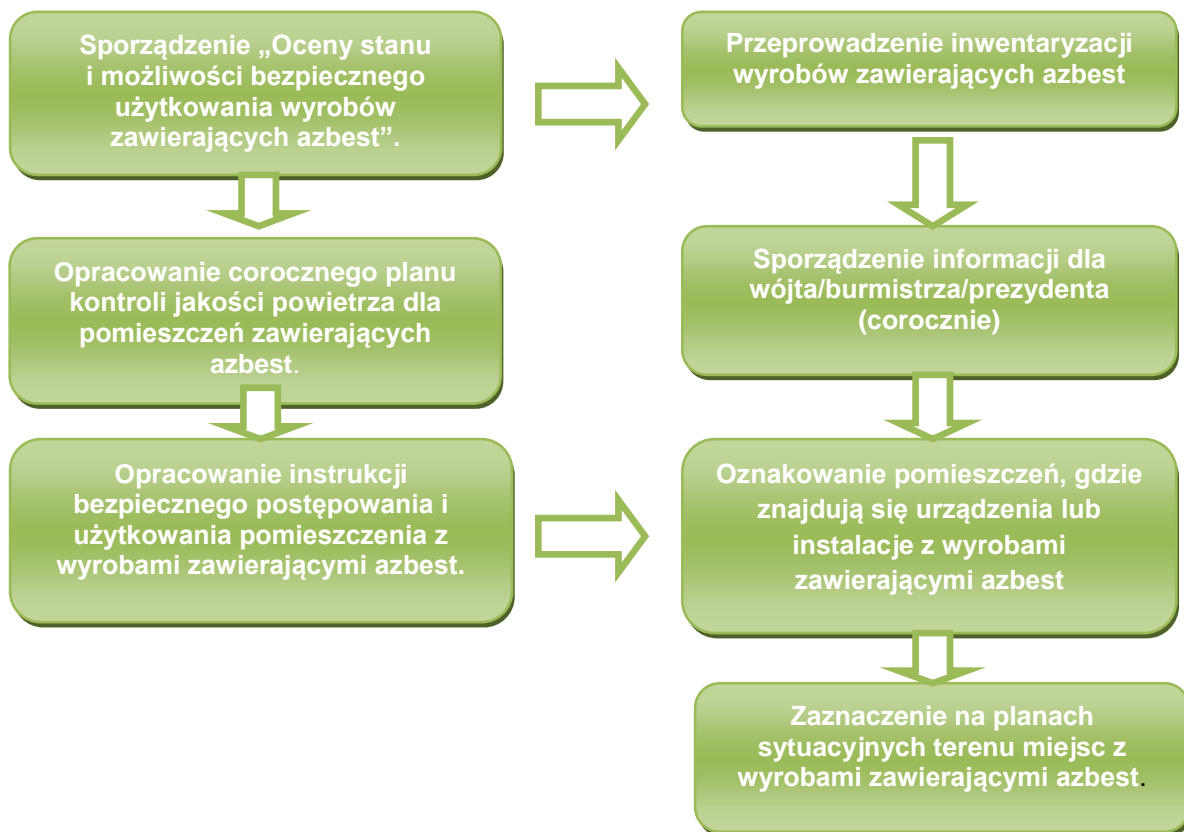 Sporządzenie „Oceny stanu
i możliwości bezpiecznego
użytkowania wyrobów
zawierających azbest”.
Przeprowadzenie inwentaryzacji
wyrobów zawierających azbest
Opracowanie corocznego planu
kontroli jakości powietrza dla
pomieszczeń zawierających
azbest.
Sporządzenie informacji dla
wójta/burmistrza/prezydenta
(corocznie)
Opracowanie instrukcji
bezpiecznego postępowania i
użytkowania pomieszczenia z
wyrobami zawierającymi azbest.
Oznakowanie pomieszczeń, gdzie
znajdują się urządzenia lub
instalacje z wyrobami
zawierającymi azbest
Zaznaczenie na planach
sytuacyjnych terenu miejsc z
wyrobami zawierającymi azbest.